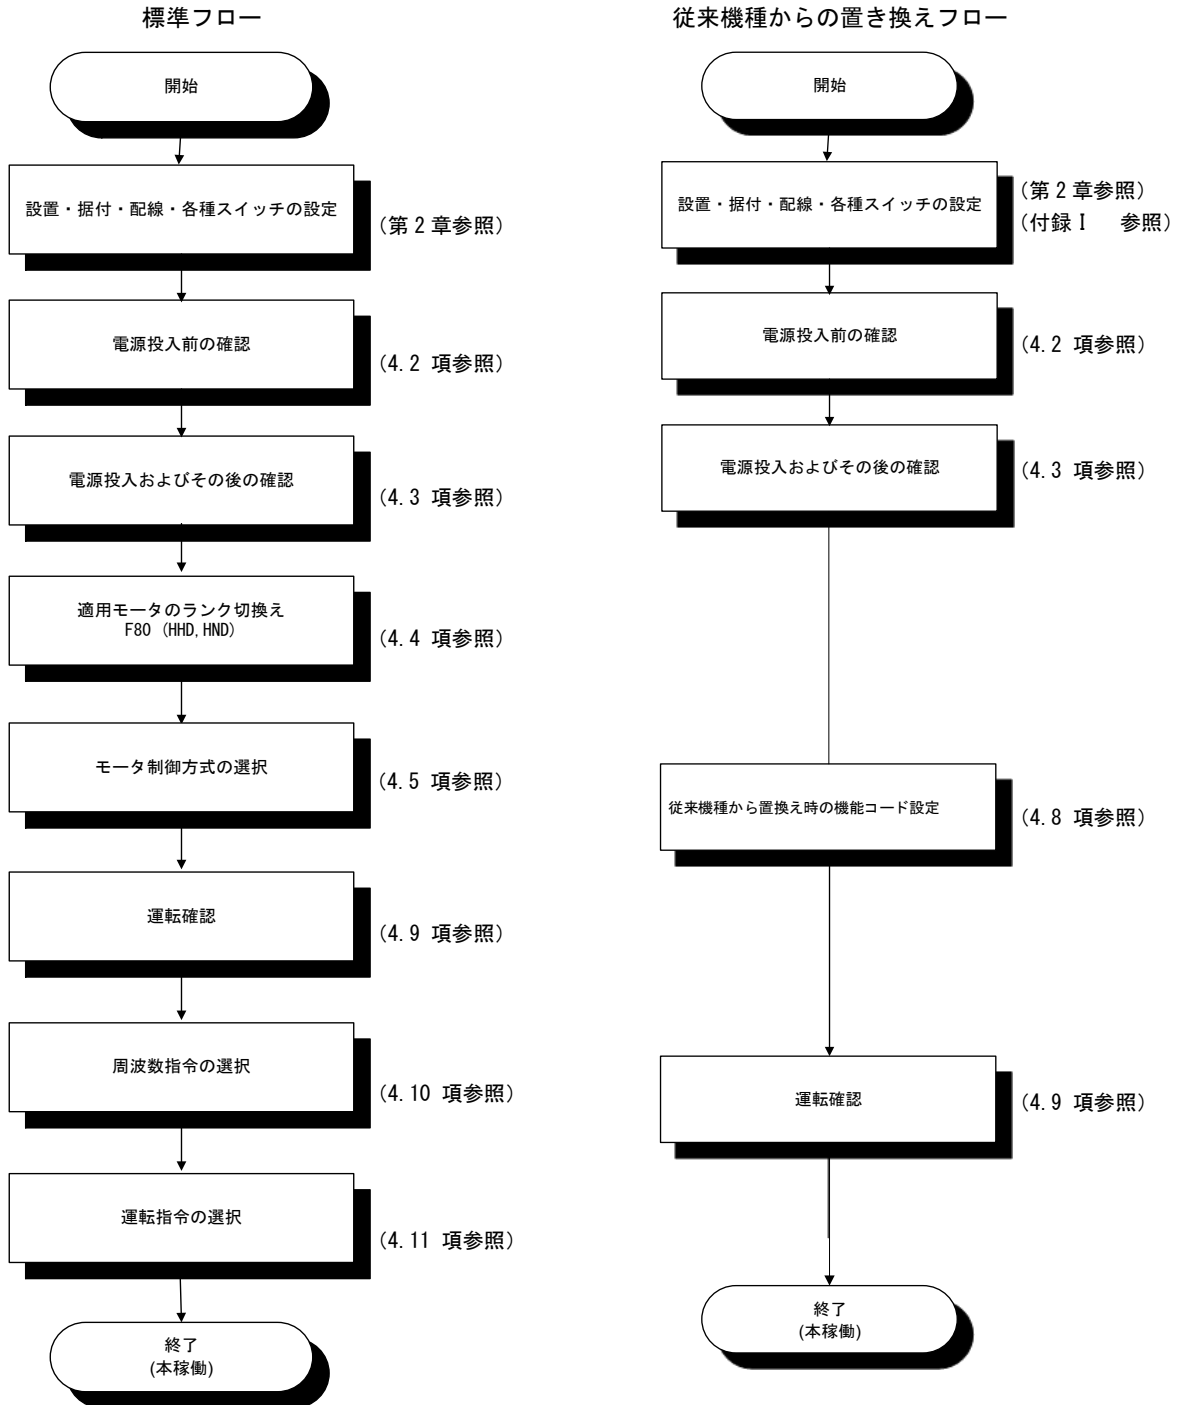 標準フロー
開始
設置・据付・配線・各種スイッチの設定
(第2章参照)
電源投入前の確認
(4.2 項参照)
電源投入およびその後の確認
(4.3 項参照)
適用モータのランク切換え
F80 (HHD,HND)
(4.4 項参照)
モータ制御方式の選択
(4.5 項参照)
運転確認
(4.9 項参照)
周波数指令の選択
(4.10 項参照)
運転指令の選択
(4.11 項参照)
終了
(本稼働)
従来機種からの置き換えフロー
開始
設置・据付・配線・各種スイッチの設定
(第2章参照)
(付録Ⅰ 参照)
電源投入前の確認
(4.2 項参照)
電源投入およびその後の確認
(4.3 項参照)
従来機種から置換え時の機能コード設定
(4.8 項参照)
運転確認
(4.9 項参照)
終了
(本稼働)